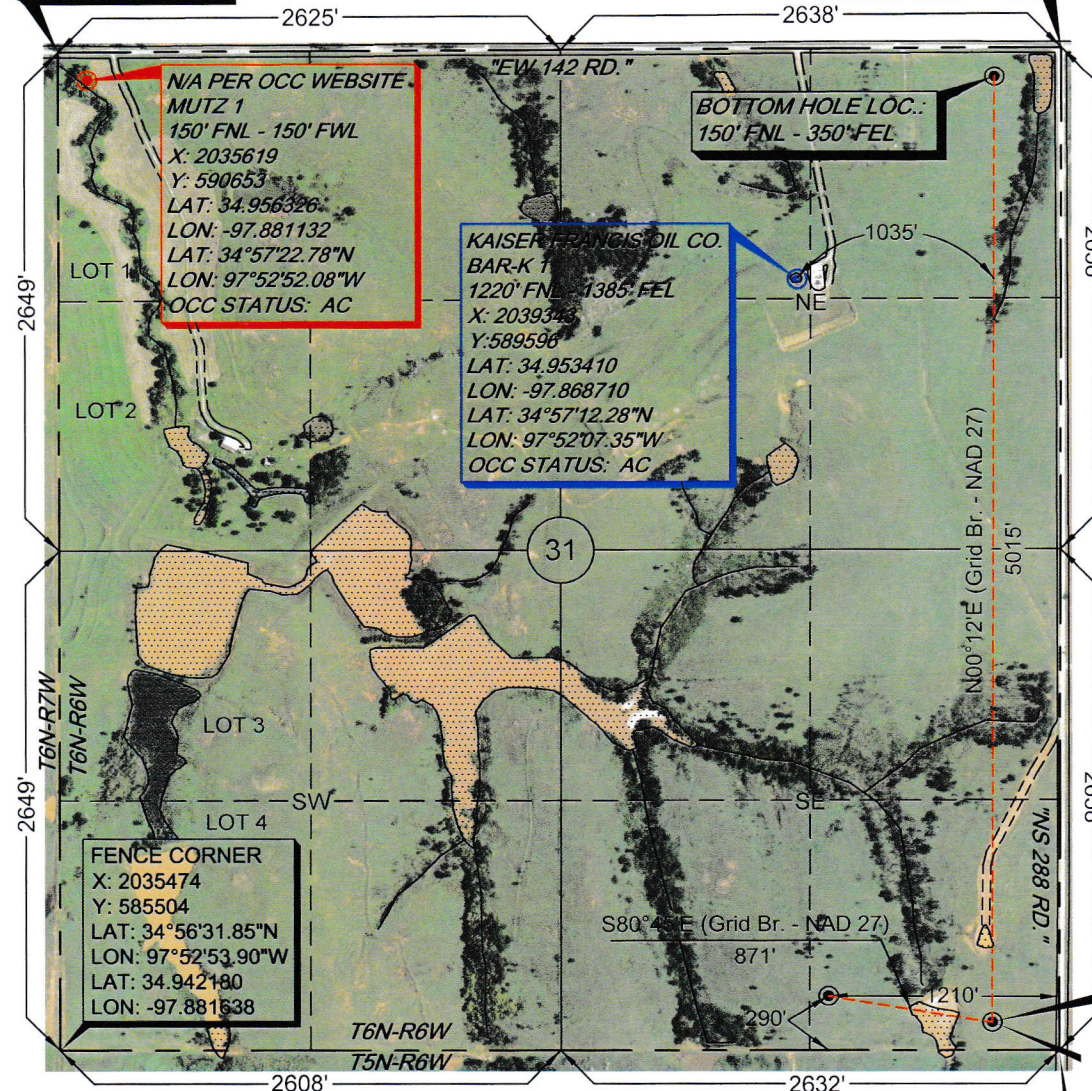 2625'
2638'
"EW 142 RD."
N/A PER OCC WEBSITE
MUTZ 1
150' FNL - 150' FWL
X: 2035619
Y: 590653
LAT: 34.956326
LON: -97.881132
LAT: 34°57'22.78"N
LON: 97°52'52.08"W
OCC STATUS: AC
BOTTOM HOLE LOC.:
150' FNL - 350' FEL
KAISER FRANCIS OIL CO.
BAR-K 1
1220' FNL - 1385' FEL
X: 2039343
Y:589596
LAT: 34.953410
LON: -97.868710
LAT: 34°57'12.28"N
LON: 97°52'07.35"W
OCC STATUS: AC
1035'
NE
LOT 1
2649'
LOT 2
31
N00°12'E (Grid Br. - NAD 27)
5015'
T6N-R7W
T6N-R6W
LOT 3
SW
SE
LOT 4
2649'
"NS 288 RD."
FENCE CORNER
X: 2035474
Y: 585504
LAT: 34°56'31.85"N
LON: 97°52'53.90"W
LAT: 34.942180
LON: -97.881638
S80°45'E (Grid Br. - NAD 27)
871'
1210'
290'
T6N-R6W
T5N-R6W
2608'
2632'